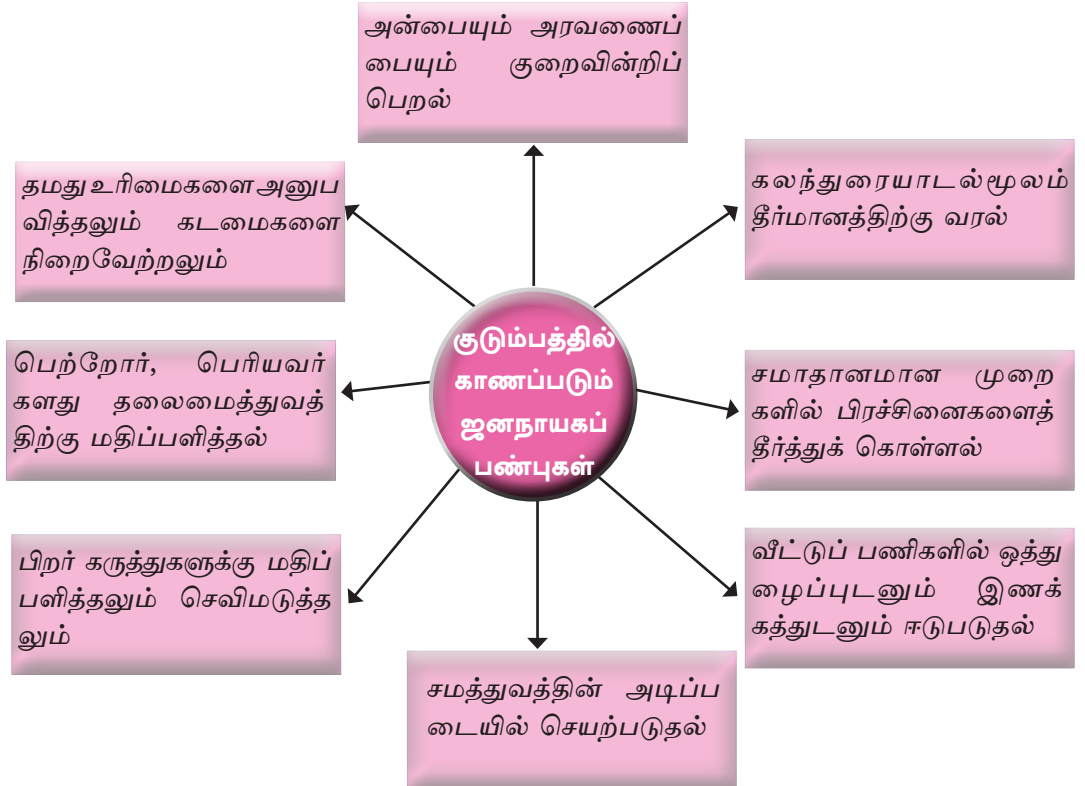 அன்பையும் அரவணைப்
பையும் குறைவின்றிப்
பெறல்
தமது உரிமைகளை அனுப
வித்தலும் கடமைகளை
நிறைவேற்றலும்
கலந்துரையாடல் மூலம்
தீர்மானத்திற்கு வரல்
குடும்பத்தில்
காணப்படும்
ஜனநாயகப்
பண்புகள்
பெற்றோர், பெரியவர்
களது தலைமைத்துவத்
திற்கு மதிப்பளித்தல்
சமாதானமான முறை
களில் பிரச்சினைகளைத்
தீர்த்துக் கொள்ளல்
பிறர் கருத்துகளுக்கு மதிப்
பளித்தலும் செவிமடுத்த
லும்
வீட்டுப் பணிகளில் ஒத்து
ழைப்புடனும் இணக்
கத்துடனும் ஈடுபடுதல்
சமத்துவத்தின் அடிப்ப
டையில் செயற்படுதல்